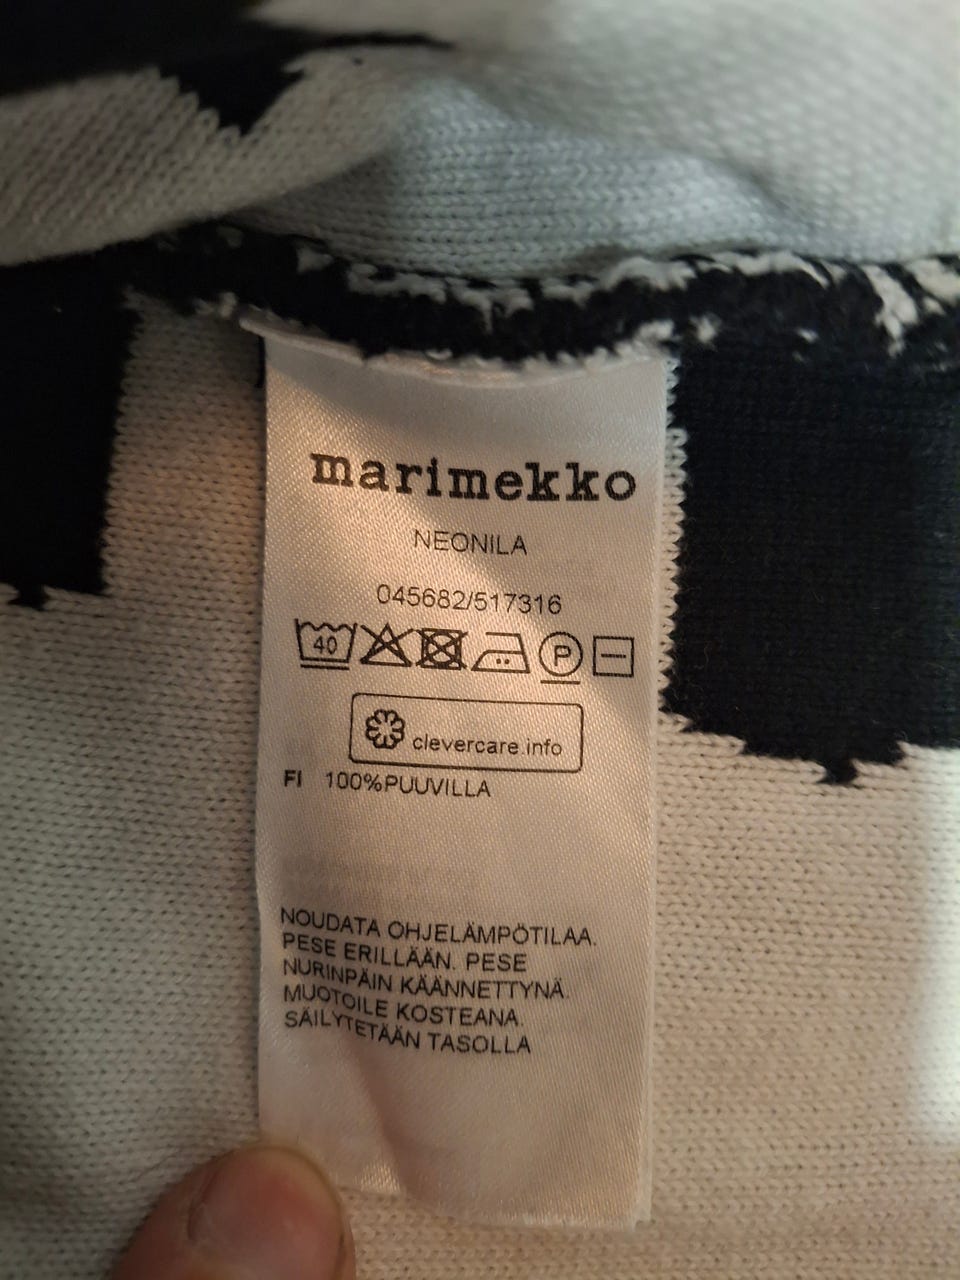 marimekko
NEONILA
045682/517316
40 P
clevercare.info
FI 100%PUUVILLA
NOUDATA OHJELÄMPÖTILAA.
PESE ERILLÄÄN. PESE
NURINPÄIN KÄÄNNETTYNÄ.
MUOTOILE KOSTEANA.
SÄILYTETÄÄN TASOLLA